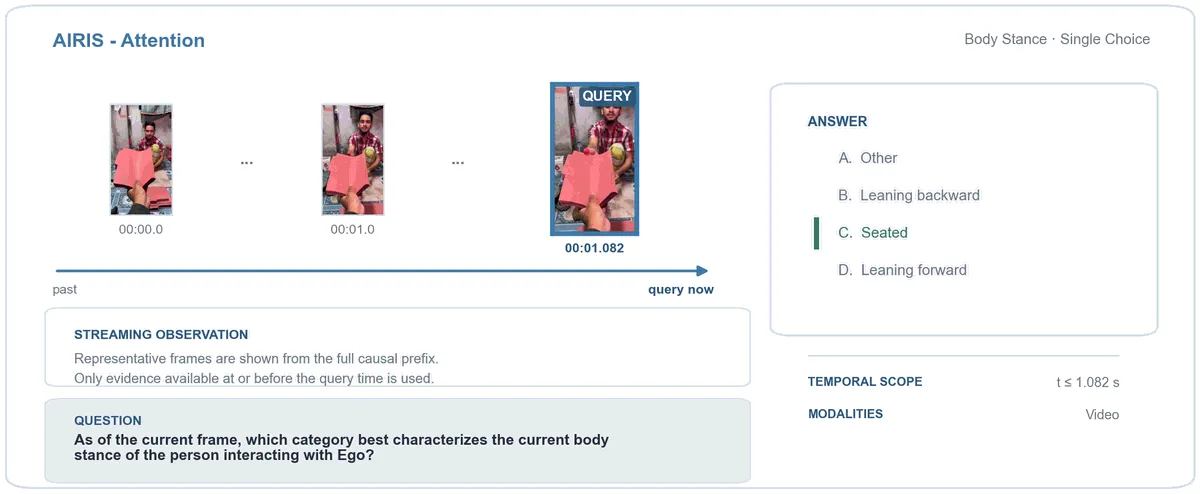 AIRIS - Attention
Body Stance · Single Choice
QUERY
...
...
00:00.0
00:01.0
00:01.082
past
query now
STREAMING OBSERVATION
Representative frames are shown from the full causal prefix.
Only evidence available at or before the query time is used.
QUESTION
As of the current frame, which category best characterizes the current body
stance of the person interacting with Ego?
ANSWER
A. Other
B. Leaning backward
C. Seated
D. Leaning forward
TEMPORAL SCOPE
t ≤ 1.082 s
MODALITIES
Video